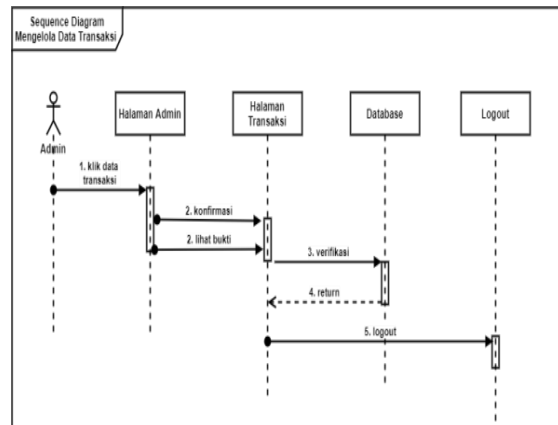 Sequence Diagram
Mengelola Data Transaksi
Halaman Admin
Halaman
Transaksi
Database
Logout
Admin
1. klik data
transaksi
2. konfirmasi
2. lihat bukti
3. verifikasi
4. return
5. logout